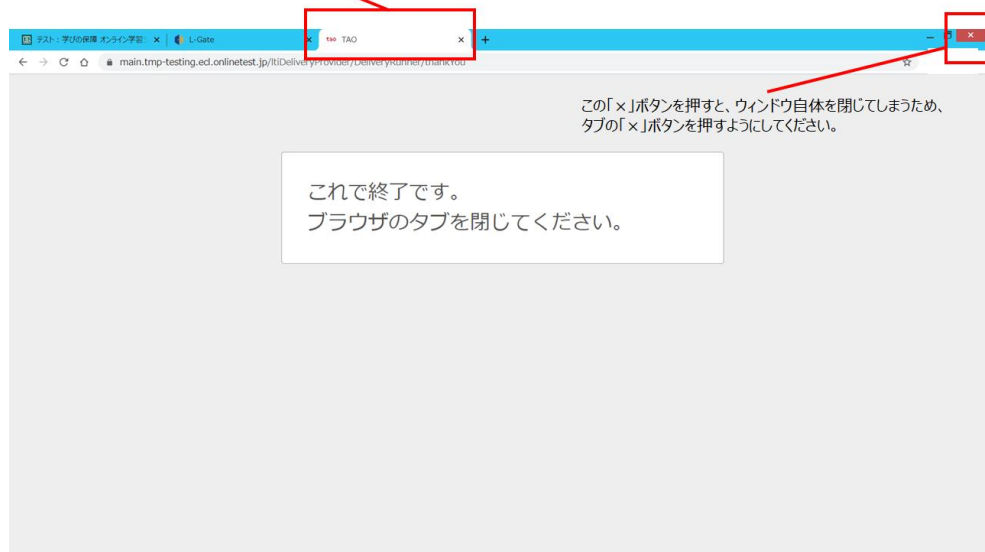 テスト：学びの保障 オンライン学習
L-Gate
tao TAO
main.tmp-testing.ed.onlinetest.jp/ltiDeliveryProvider/DeliveryRunner/thankYou
この「×」ボタンを押すと、ウィンドウ自体を閉じてしまうため、
タブの「×」ボタンを押すようにしてください。
これで終了です。
ブラウザのタブを閉じてください。